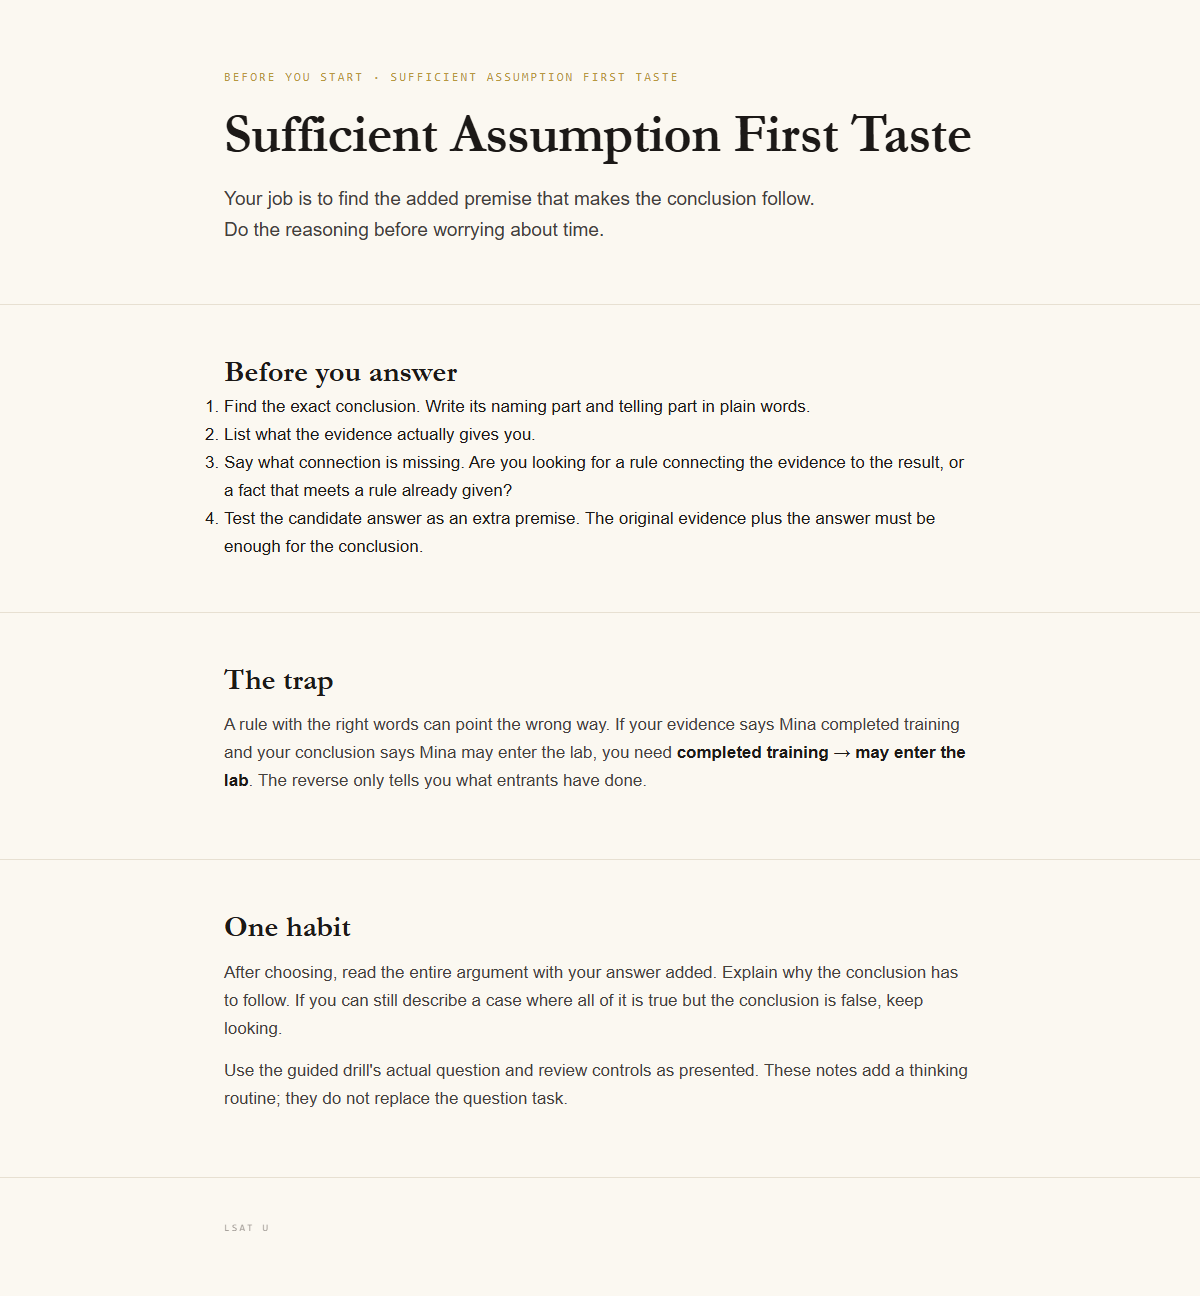 BEFORE YOU START · SUFFICIENT ASSUMPTION FIRST TASTE
Sufficient Assumption First Taste
Your job is to find the added premise that makes the conclusion follow.
Do the reasoning before worrying about time.
Before you answer
1. Find the exact conclusion. Write its naming part and telling part in plain words.
2. List what the evidence actually gives you.
3. Say what connection is missing. Are you looking for a rule connecting the evidence to the result, or
a fact that meets a rule already given?
4. Test the candidate answer as an extra premise. The original evidence plus the answer must be
enough for the conclusion.
The trap
A rule with the right words can point the wrong way. If your evidence says Mina completed training
and your conclusion says Mina may enter the lab, you need completed training → may enter the
lab. The reverse only tells you what entrants have done.
One habit
After choosing, read the entire argument with your answer added. Explain why the conclusion has
to follow. If you can still describe a case where all of it is true but the conclusion is false, keep
looking.
Use the guided drill's actual question and review controls as presented. These notes add a thinking
routine; they do not replace the question task.
LSAT U